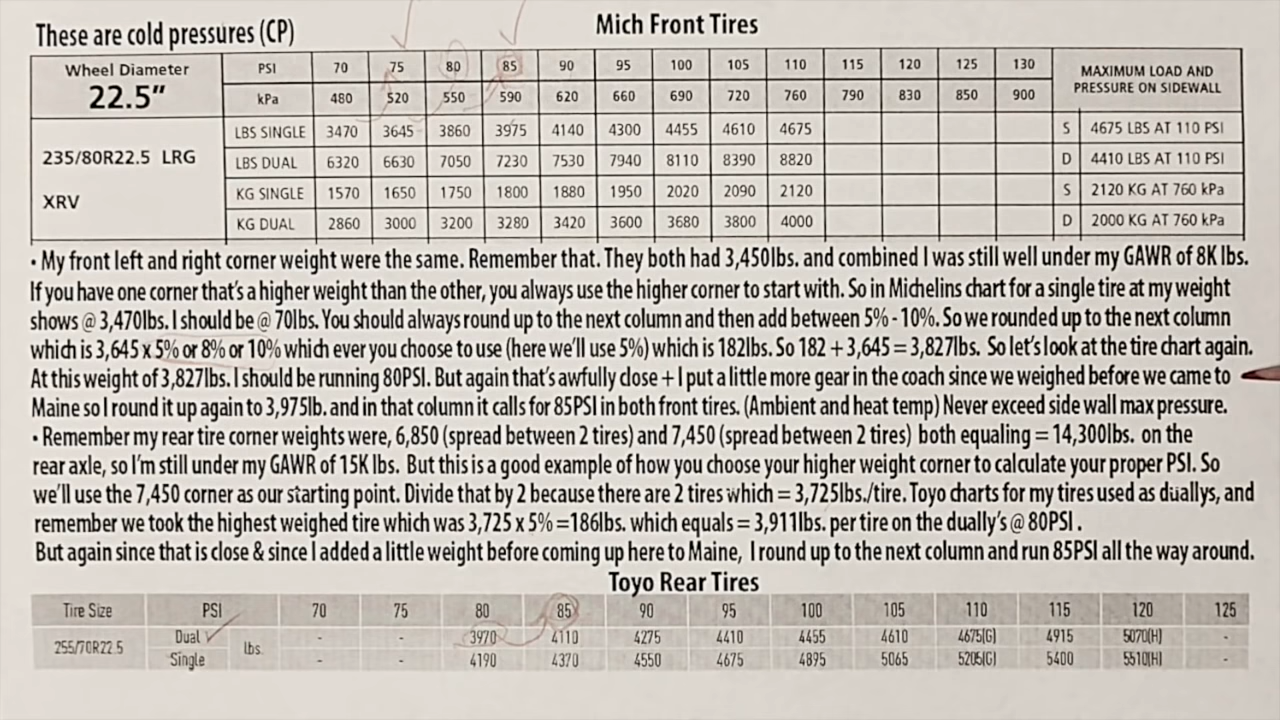 These are cold pressures (CP)
Mich Front Tires
Wheel Diameter PSI 70 75 80 85 90 95 100 105 110 115 120 125 130 MAXIMUM LOAD AND
22.5" kPa 480 520 550 590 620 660 690 720 760 790 830 850 900 PRESSURE ON SIDEWALL
LBS SINGLE 3470 3645 3860 3975 4140 4300 4455 4610 4675 S 4675 LBS AT 110 PSI
235/80R22.5 LRG LBS DUAL 6320 6630 7050 7230 7530 7940 8110 8390 8820 D 4410 LBS AT 110 PSI
XRV KG SINGLE 1570 1650 1750 1800 1880 1950 2020 2090 2120 S 2120 KG AT 760 kPa
KG DUAL 2860 3000 3200 3280 3420 3600 3680 3800 4000 D 2000 KG AT 760 kPa
• My front left and right corner weight were the same. Remember that. They both had 3,450lbs. and combined I was still well under my GAWR of 8K lbs.
If you have one corner that's a higher weight than the other, you always use the higher corner to start with. So in Michelins chart for a single tire at my weight
shows @ 3,470lbs. I should be @ 70lbs. You should always round up to the next column and then add between 5% - 10%. So we rounded up to the next column
which is 3,645 x 5% or 8% or 10% which ever you choose to use (here we'll use 5%) which is 182lbs. So 182 + 3,645 = 3,827lbs. So let's look at the tire chart again.
At this weight of 3,827lbs. I should be running 80PSI. But again that's awfully close + I put a little more gear in the coach since we weighed before we came to
Maine so I round it up again to 3,975lb. and in that column it calls for 85PSI in both front tires. (Ambient and heat temp) Never exceed side wall max pressure.
• Remember my rear tire corner weights were, 6,850 (spread between 2 tires) and 7,450 (spread between 2 tires) both equaling = 14,300lbs. on the
rear axle, so I'm still under my GAWR of 15K lbs. But this is a good example of how you choose your higher weight corner to calculate your proper PSI. So
we'll use the 7,450 corner as our starting point. Divide that by 2 because there are 2 tires which = 3,725lbs./tire. Toyo charts for my tires used as duallys, and
remember we took the highest weighed tire which was 3,725 x 5% =186lbs. which equals = 3,911lbs. per tire on the dually's @ 80PSI .
But again since that is close & since I added a little weight before coming up here to Maine, I round up to the next column and run 85PSI all the way around.
Toyo Rear Tires
Tire Size PSI 70 75 80 85 90 95 100 105 110 115 120 125
255/70R22.5 Dual lbs. - - 3970 4110 4275 4410 4455 4610 4675(G) 4915 5070(H) -
Single - - 4190 4370 4550 4675 4895 5065 5205(G) 5400 5510(H) -